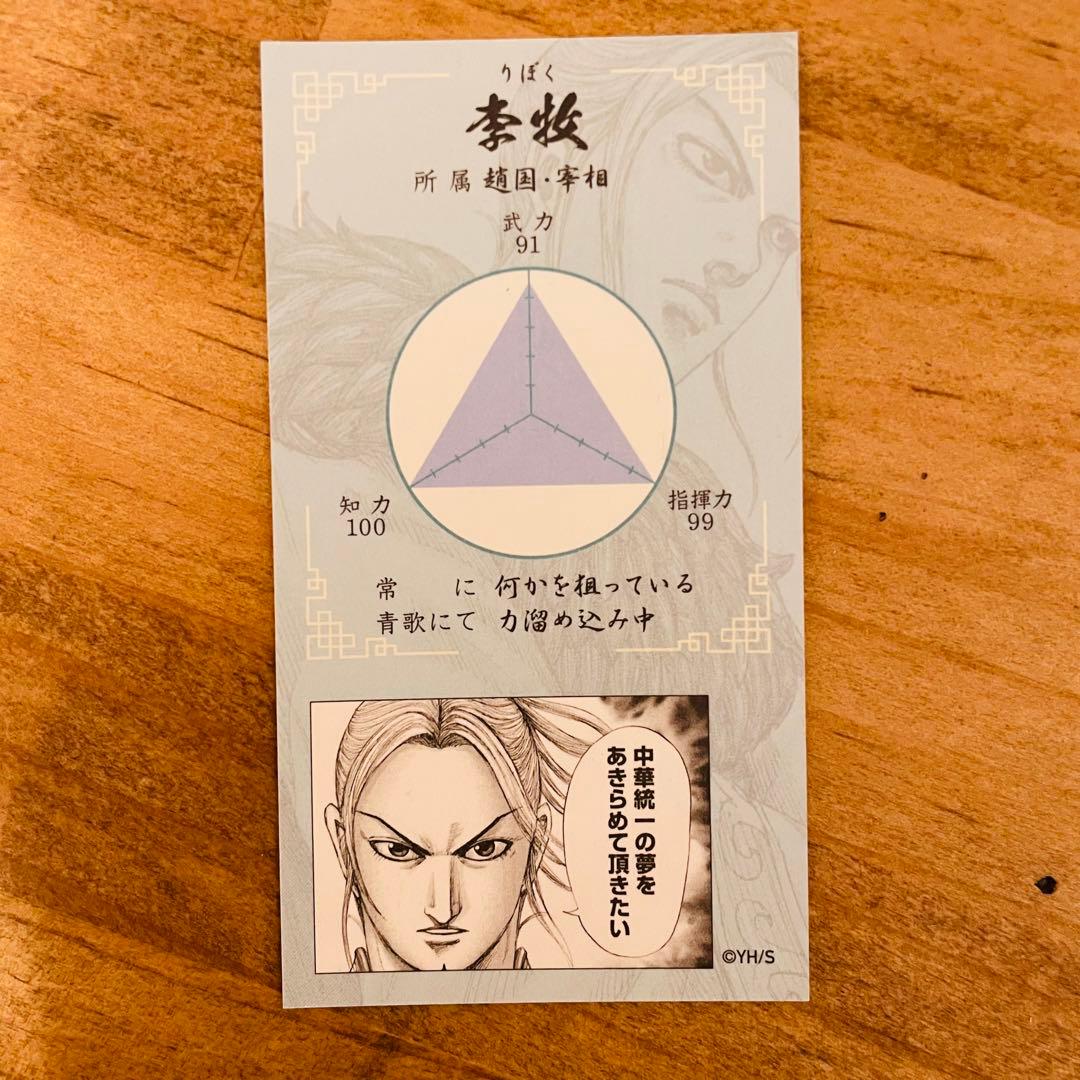 りぼく
李牧
所属 趙国・宰相
武力
91
知力
100
指揮力
99
常に 何かを狙っている
青歌にて 力溜め込み中
中華統一の夢を
あきらめて頂きたい
©YH/S